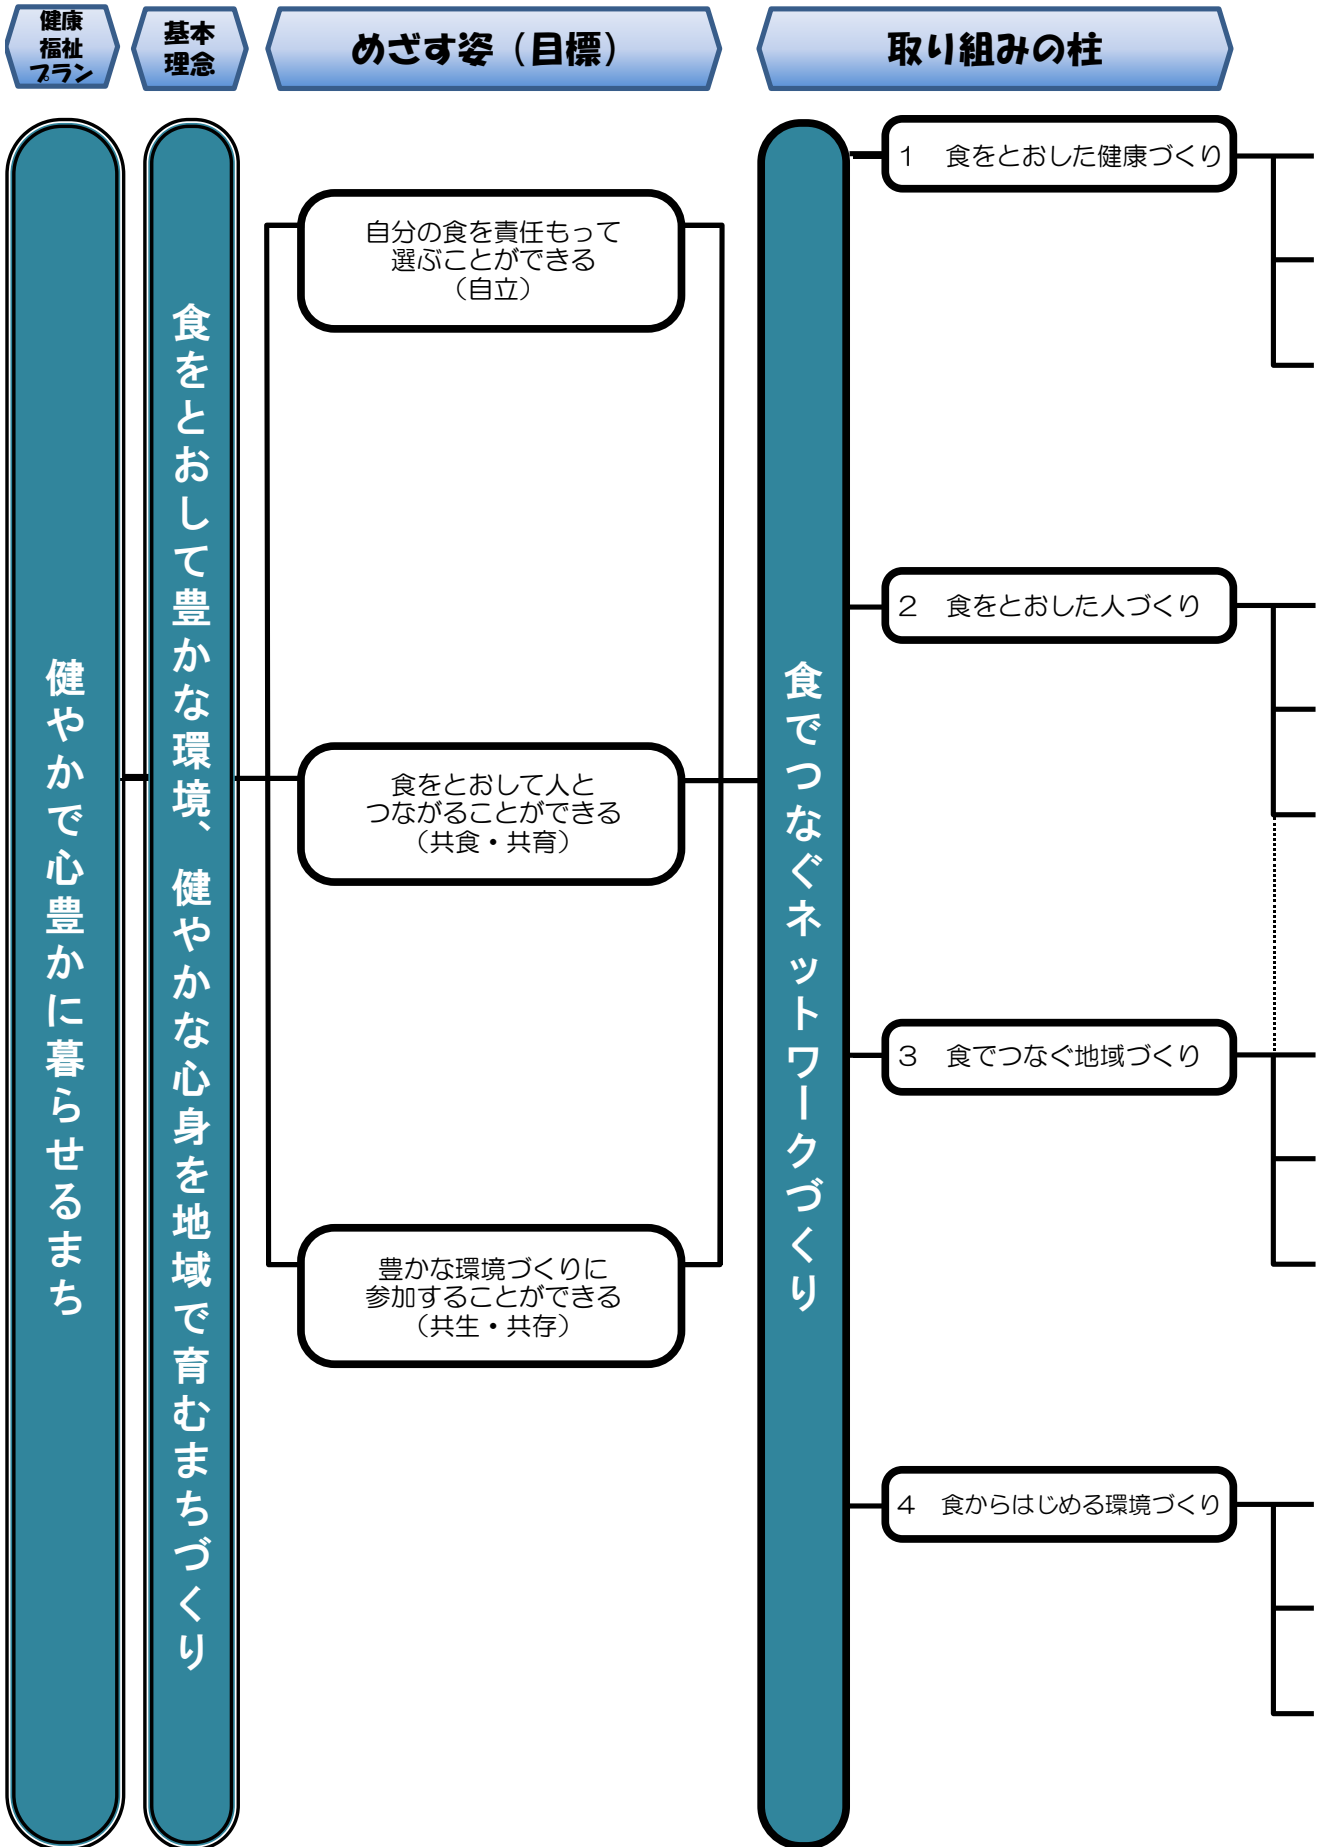 健康
福祉
プラン
基本
理念
めざす姿（目標）
取り組みの柱
健やかで心豊かに暮らせるまち
食をとおして豊かな環境、健やかな心身を地域で育むまちづくり
自分の食を責任もって
選ぶことができる
（自立）
食をとおして人と
つながることができる
（共食・共育）
豊かな環境づくりに
参加することができる
（共生・共存）
食でつなぐネットワークづくり
１　食をとおした健康づくり
２　食をとおした人づくり
３　食でつなぐ地域づくり
４　食からはじめる環境づくり